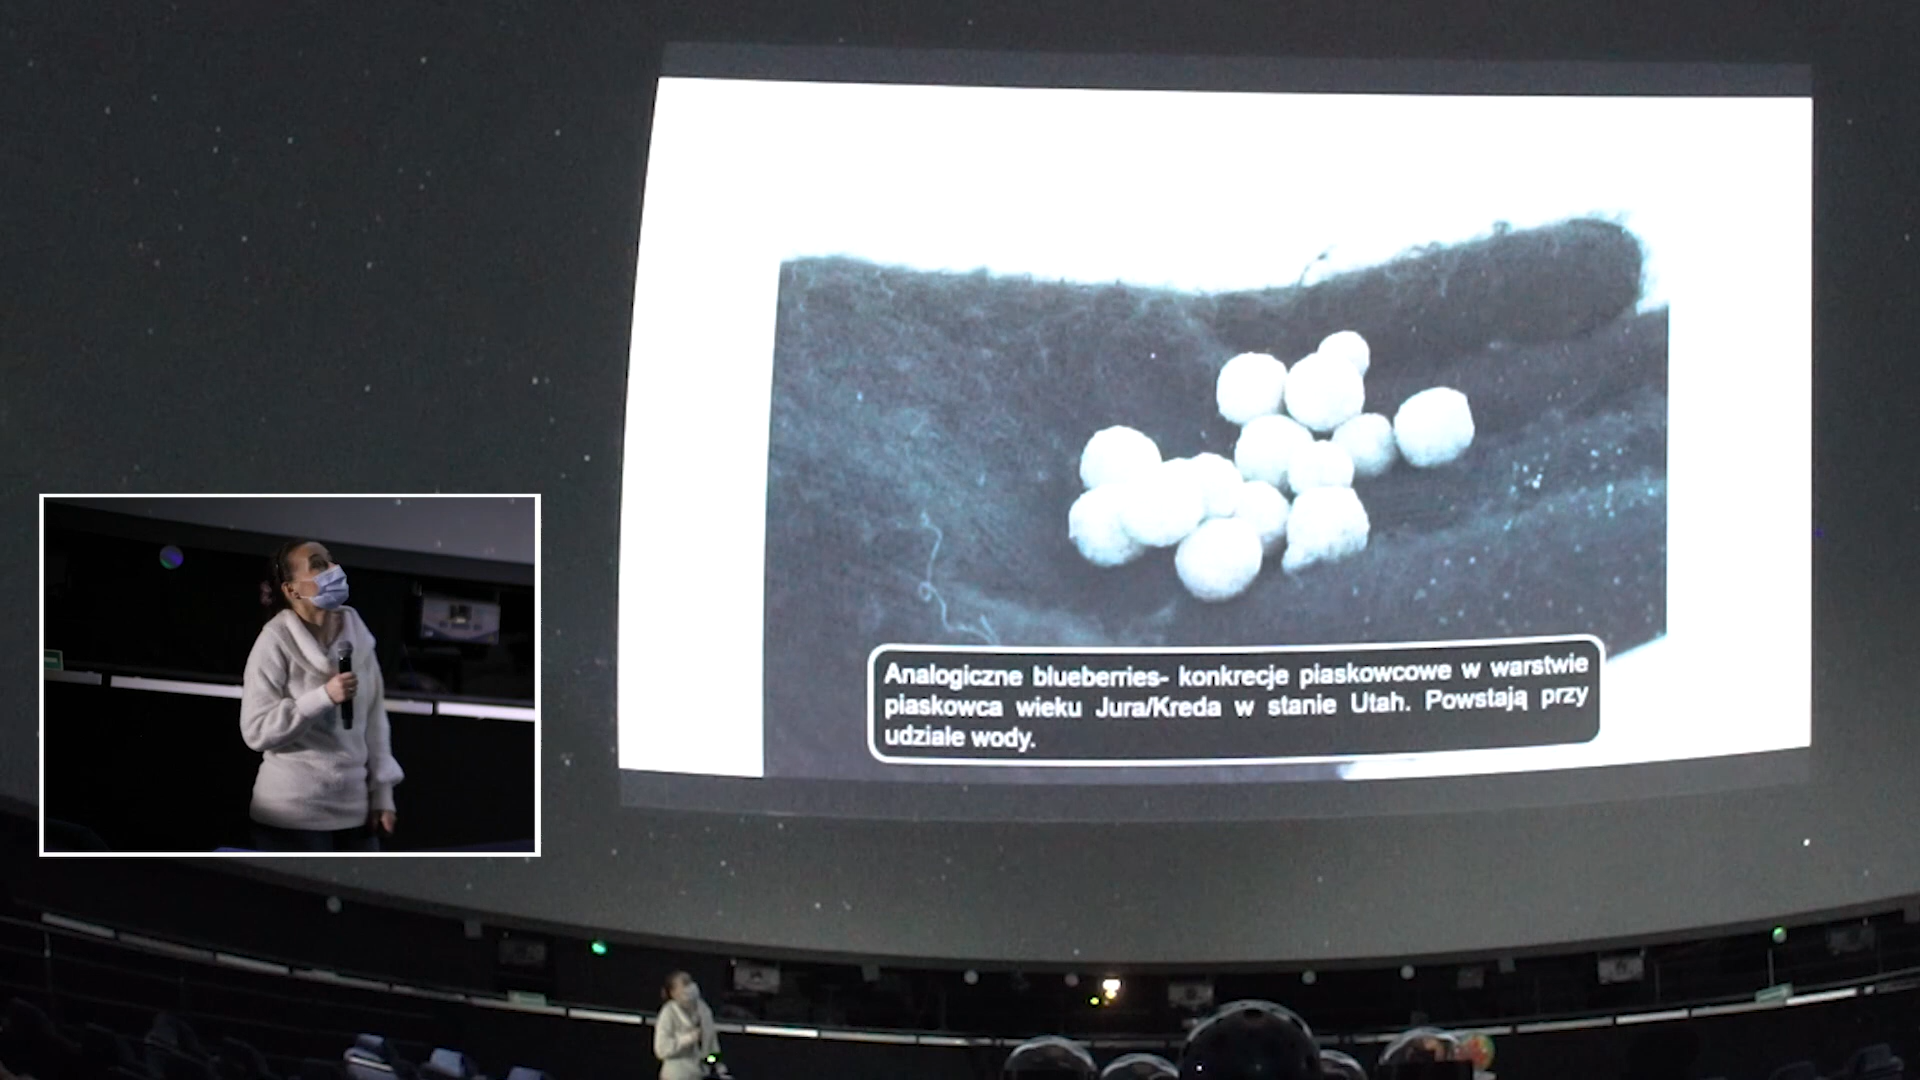 Analogiczne blueberries- konkrecje piaskowcowe w warstwie
piaskowca wieku Jura/Kreda w stanie Utah. Powstają przy
udziale wody.